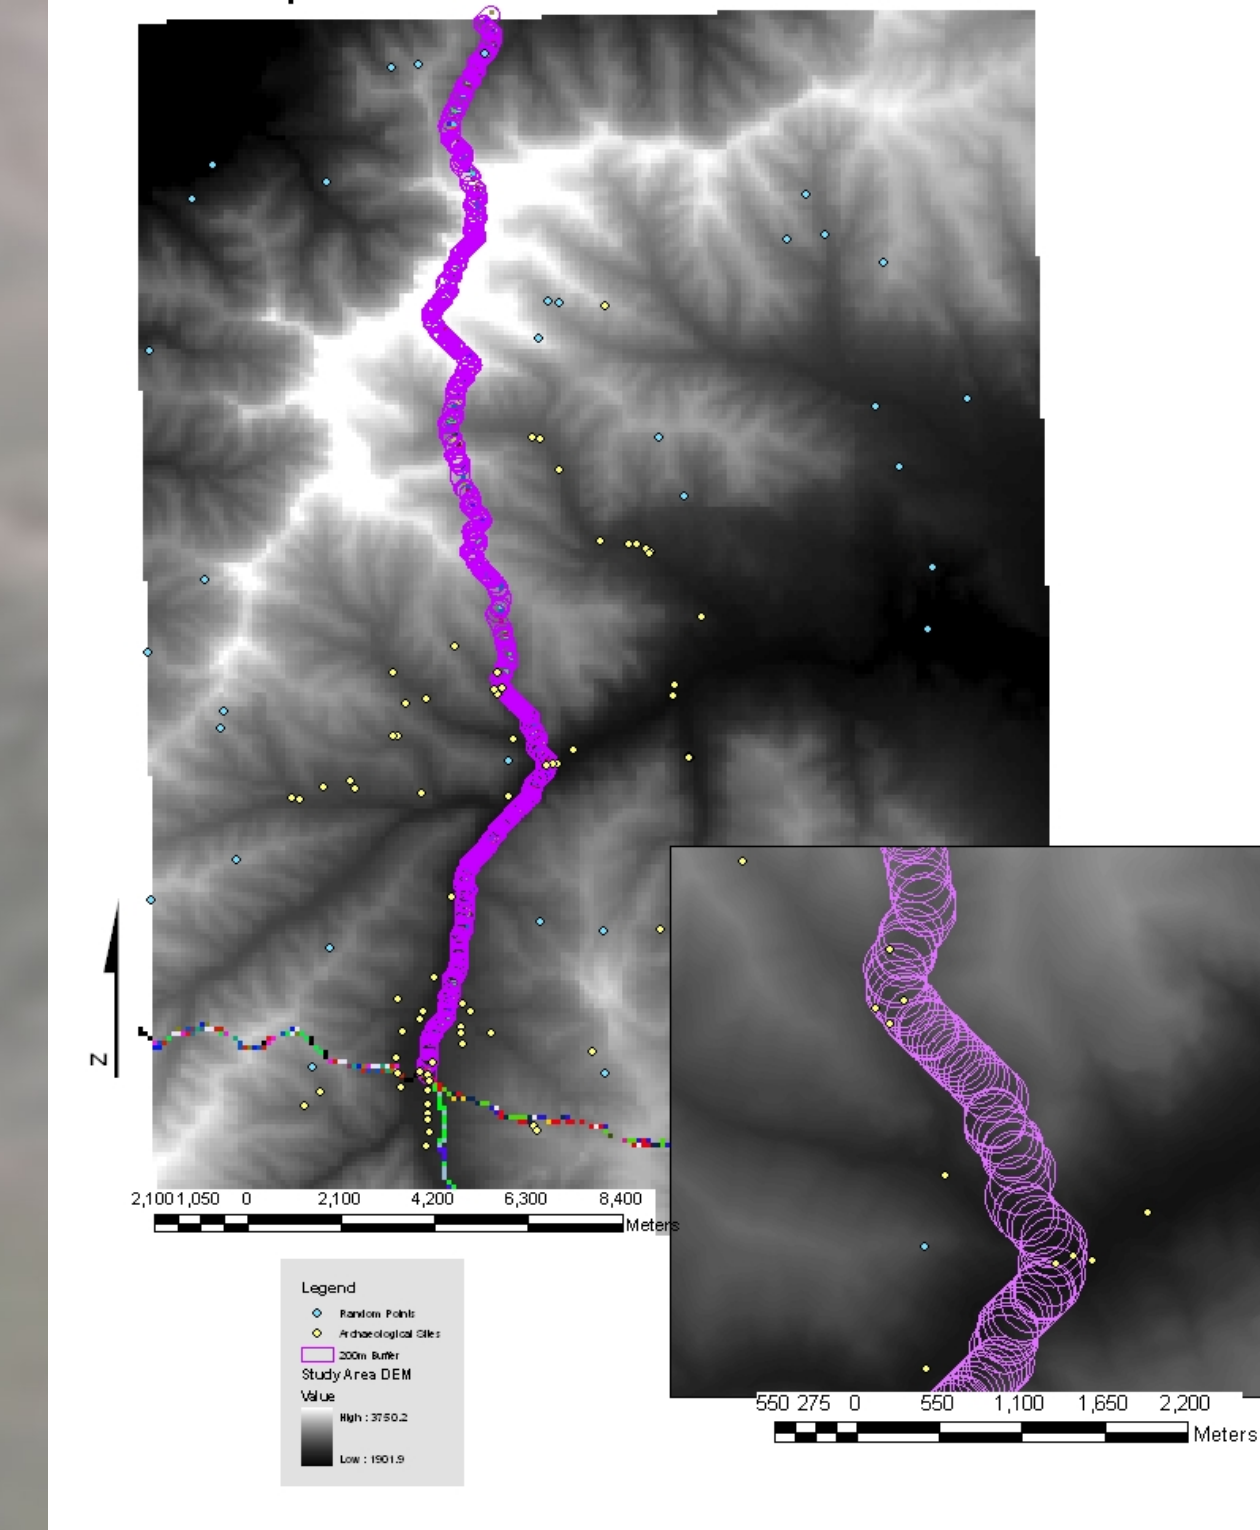 N
2,100 1,050 0 2,100 4,200 6,300 8,400
Meters
Legend
Random Points
Archaeological Sites
200m Buffer
Study Area DEM
Value
High : 3750.2
Low : 1901.9
550 275 0 550 1,100 1,650 2,200
Meters